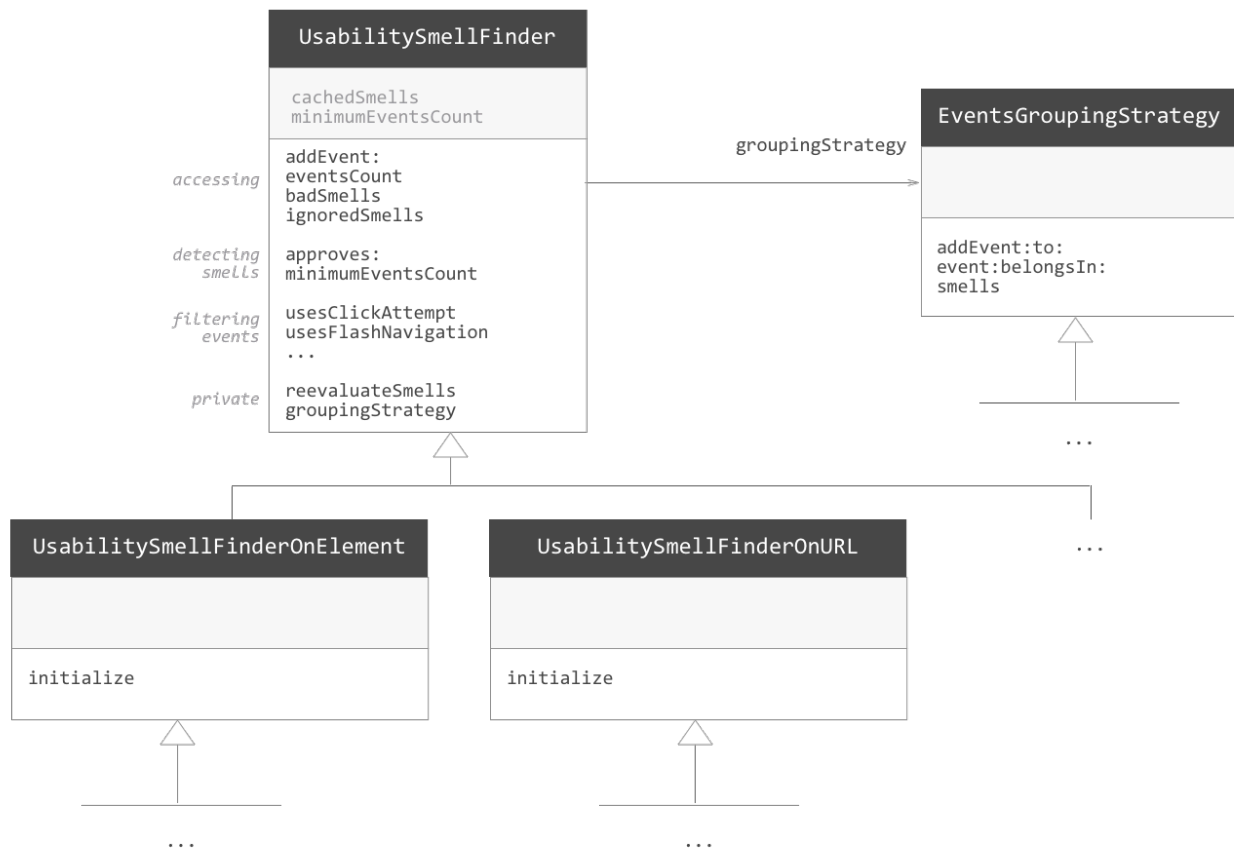 UsabilitySmellFinder
cachedSmells
minimumEventsCount
accessing
addEvent:
eventsCount
badSmells
ignoredSmells
detecting
smells
approves:
minimumEventsCount
filtering
events
usesClickAttempt
usesFlashNavigation
...
private
reevaluateSmells
groupingStrategy
groupingStrategy
EventsGroupingStrategy
addEvent:to:
event:belongsIn:
smells
...
UsabilitySmellFinderOnElement
initialize
...
UsabilitySmellFinderOnURL
initialize
...
...